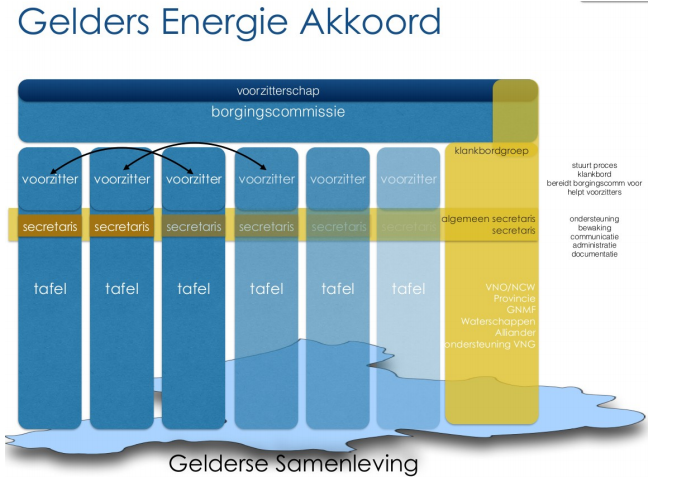 Gelders Energie Akkoord
voorzitterschap
borgingscommissie
klankbordgroep
voorzitter voorzitter voorzitter voorzitter voorzitter voorzitter
stuurt proces
klankbord
bereidt borgingscomm voor
helpt voorzitters
secretaris secretaris secretaris secretaris secretaris secretaris
algemeen secretaris
secretaris
ondersteuning
bewaking
communicatie
administratie
documentatie
tafel tafel tafel tafel tafel tafel
VNO/NCW
Provincie
GNMF
Waterschappen
Alliander
ondersteuning VNG
Gelderse Samenleving